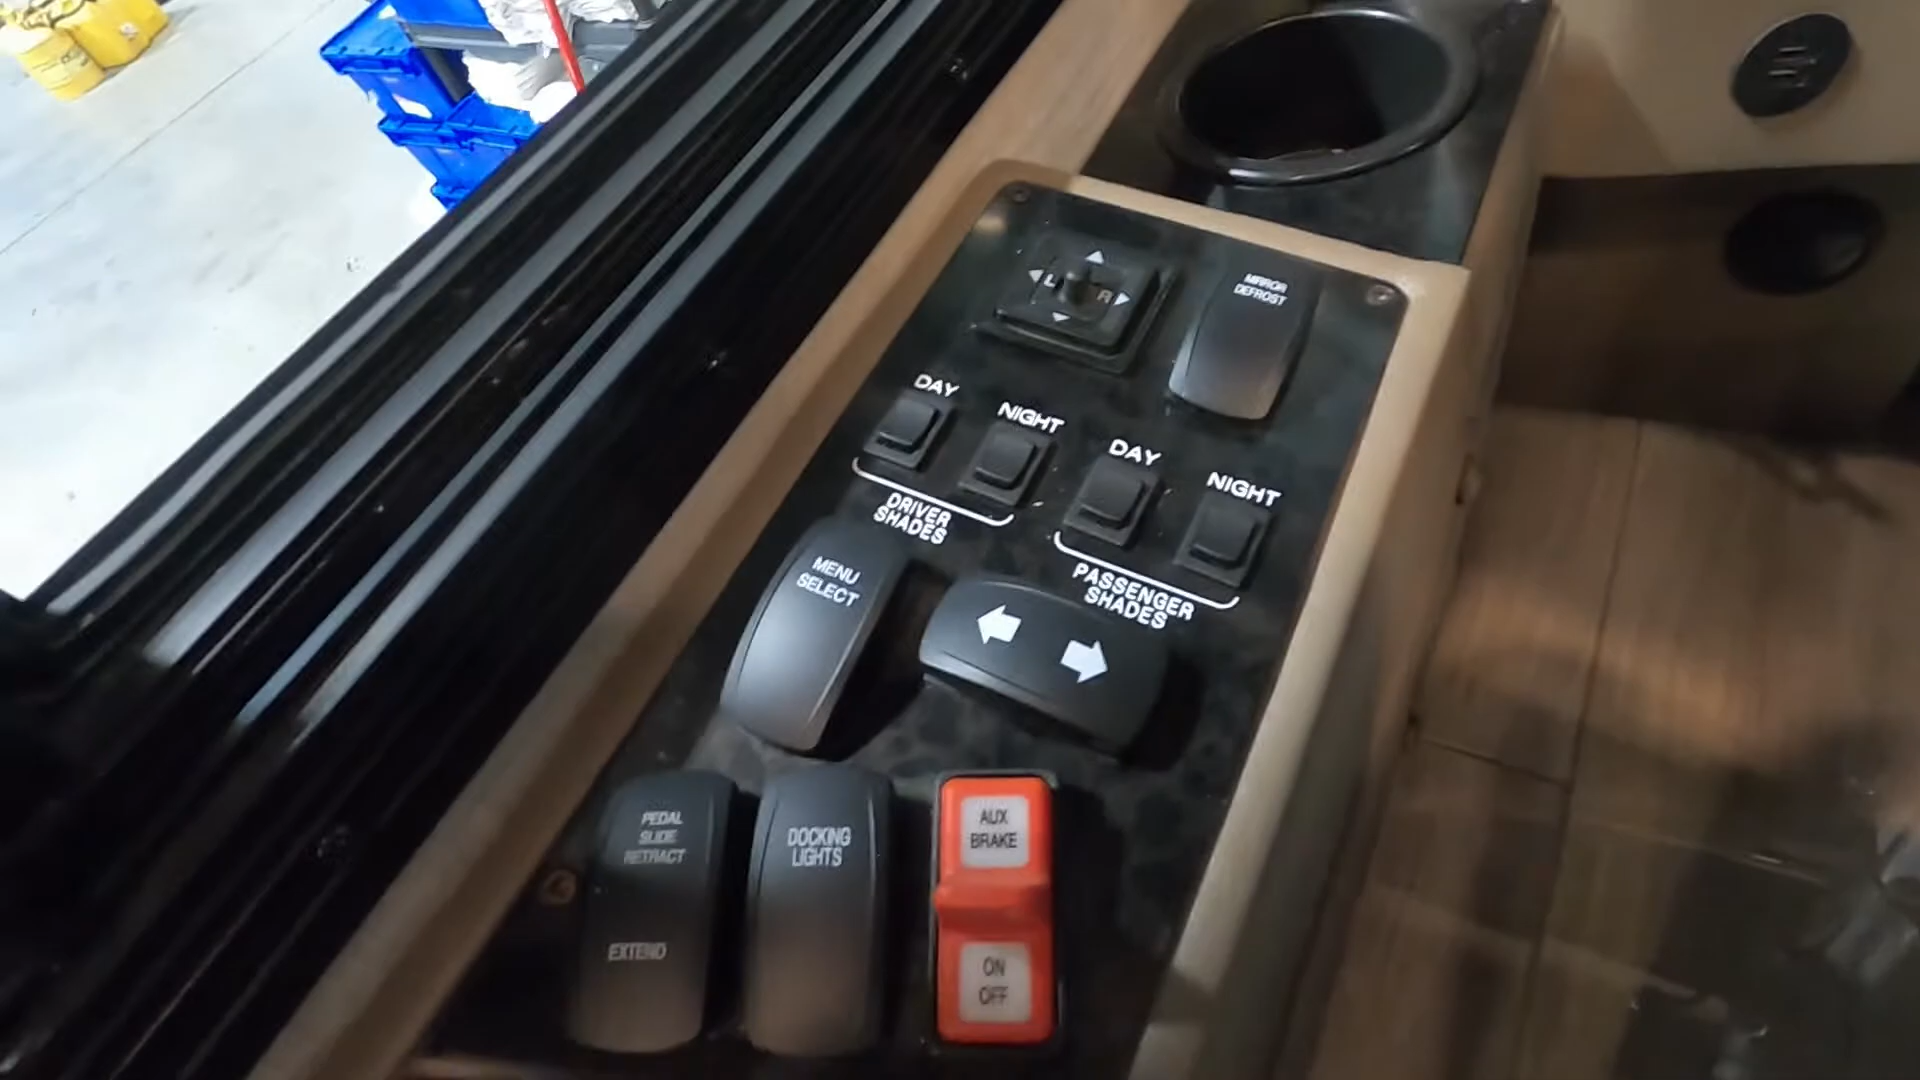 L R
MIRROR
DEFROST
DAY
NIGHT
DAY
NIGHT
DRIVER
SHADES
PASSENGER
SHADES
MENU
SELECT
PEDAL
SLIDE
RETRACT
EXTEND
DOCKING
LIGHTS
AUX
BRAKE
ON
OFF